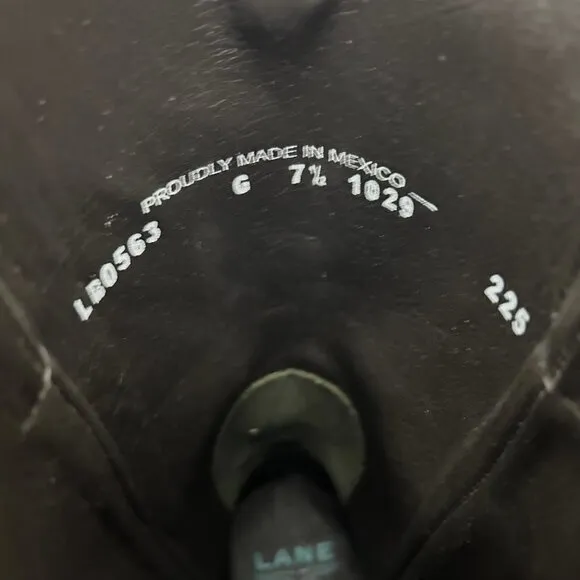 PROUDLY MADE IN MEXICO
G 7½ 1029
LB0563
225
LANE